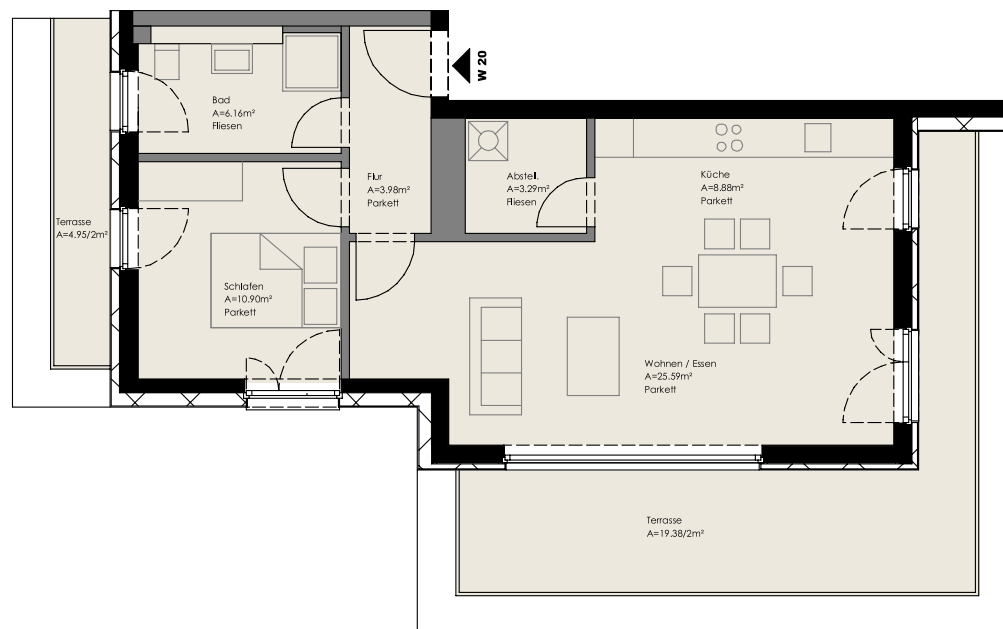 W 20
Bad
A=6.16m²
Fliesen
Flur
A=3.98m²
Parkett
Abstell.
A=3.29m²
Fliesen
Küche
A=8.88m²
Parkett
Terrasse
A=4.95/2m²
Schlafen
A=10.90m²
Parkett
Wohnen / Essen
A=25.59m²
Parkett
Terrasse
A=19.38/2m²